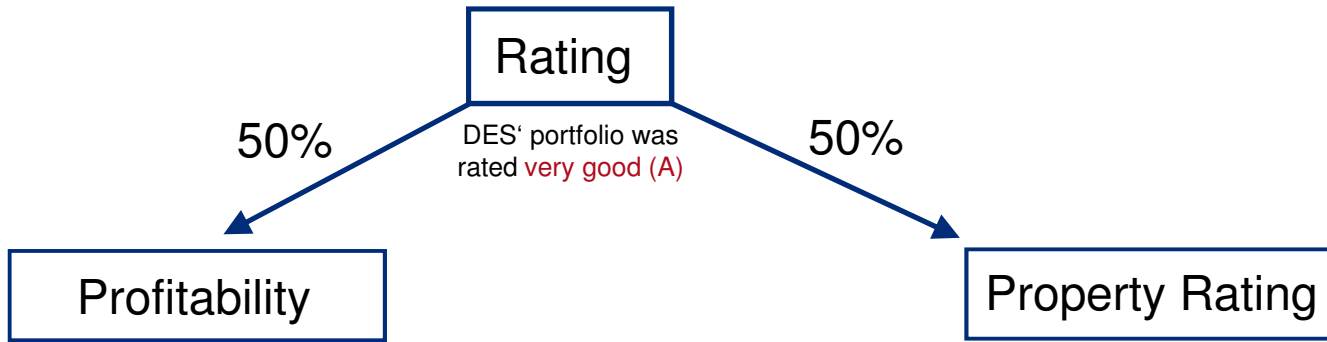 Rating
50%
DES‘ portfolio was
rated very good (A)
50%
Profitability
Property Rating